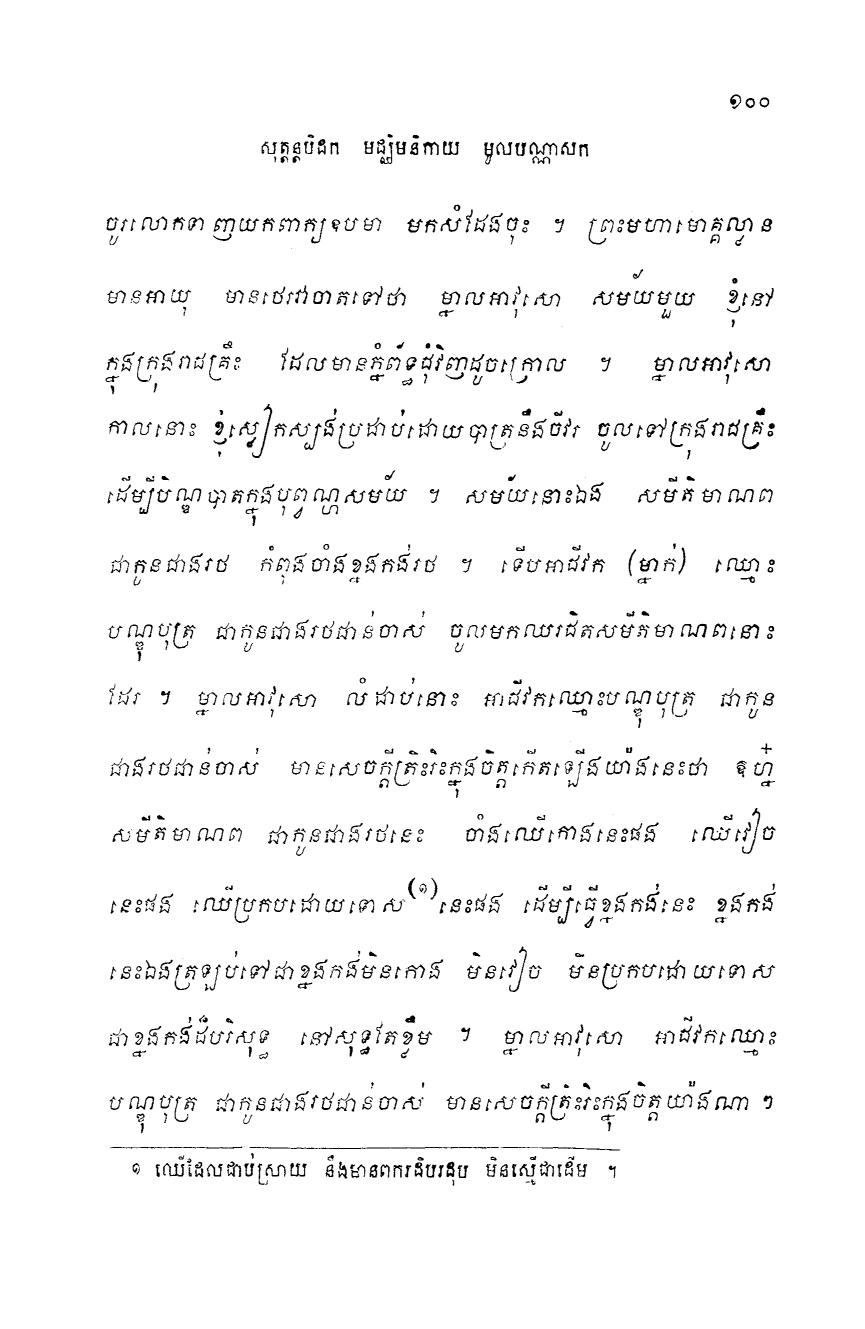 ១០០
សុត្តន្តបិដក មជ្ឈិមនិកាយ មូលបណ្ណាសក
ចូរលោកទាញយកពាក្យឧបមា មកសំដែងចុះ ។ ព្រះមហាមោគ្គល្លាន
មានអាយុ មានថេរវាចាតទៅថា ម្នាលអាវុសោ សម័យមួយ ខ្ញុំនៅ
ក្នុងក្រុងរាជគ្រឹះ ដែលមានភ្នំព័ទ្ធជុំវិញដូចក្រោល ។ ម្នាលអាវុសោ
កាលនោះ ខ្ញុំស្លៀកស្បង់ប្រដាប់ដោយបាត្រនឹងចីវរ ចូលទៅក្រុងរាជគ្រឹះ
ដើម្បីបិណ្ឌបាតក្នុងបុព្វណ្ហសម័យ ។ សម័យនោះឯង សមីតិមាណព
ជាកូនជាងរថ កំពុងចាំងខ្នងកង់រថ ។ ទើបអាជីវក (ម្នាក់) ឈ្មោះ
បណ្ឌុបុត្រ ជាកូនជាងរថជាន់ចាស់ ចូលមកឈរជិតសមីតិមាណពនោះ
ដែរ ។ ម្នាលអាវុសោ លំដាប់នោះ អាជីវកឈ្មោះបណ្ឌុបុត្រ ជាកូន
ជាងរថជាន់ចាស់ មានសេចក្តីត្រិះរិះក្នុងចិត្តកើតឡើងយ៉ាងនេះថា ឱហ្ន៎
សមីតិមាណព ជាកូនជាងរថនេះ ចាំងឈើកោងនេះផង ឈើវៀច
នេះផង ឈើប្រកបដោយទោស(១)នេះផង ដើម្បីធ្វើខ្នងកង់នេះ ខ្នងកង់
នេះឯងត្រឡប់ទៅជាខ្នងកង់មិនកោង មិនវៀច មិនប្រកបដោយទោស
ជាខ្នងកង់ដ៏បរិសុទ្ធ នៅសុទ្ធតែខ្លឹម ។ ម្នាលអាវុសោ អាជីវកឈ្មោះ
បណ្ឌុបុត្រ ជាកូនជាងរថជាន់ចាស់ មានសេចក្តីត្រិះរិះក្នុងចិត្តយ៉ាងណា ៗ
១ ឈើដែលជាប់ស្រាយ នឹងមានពករដិបរដុប មិនស្មើជាដើម ។